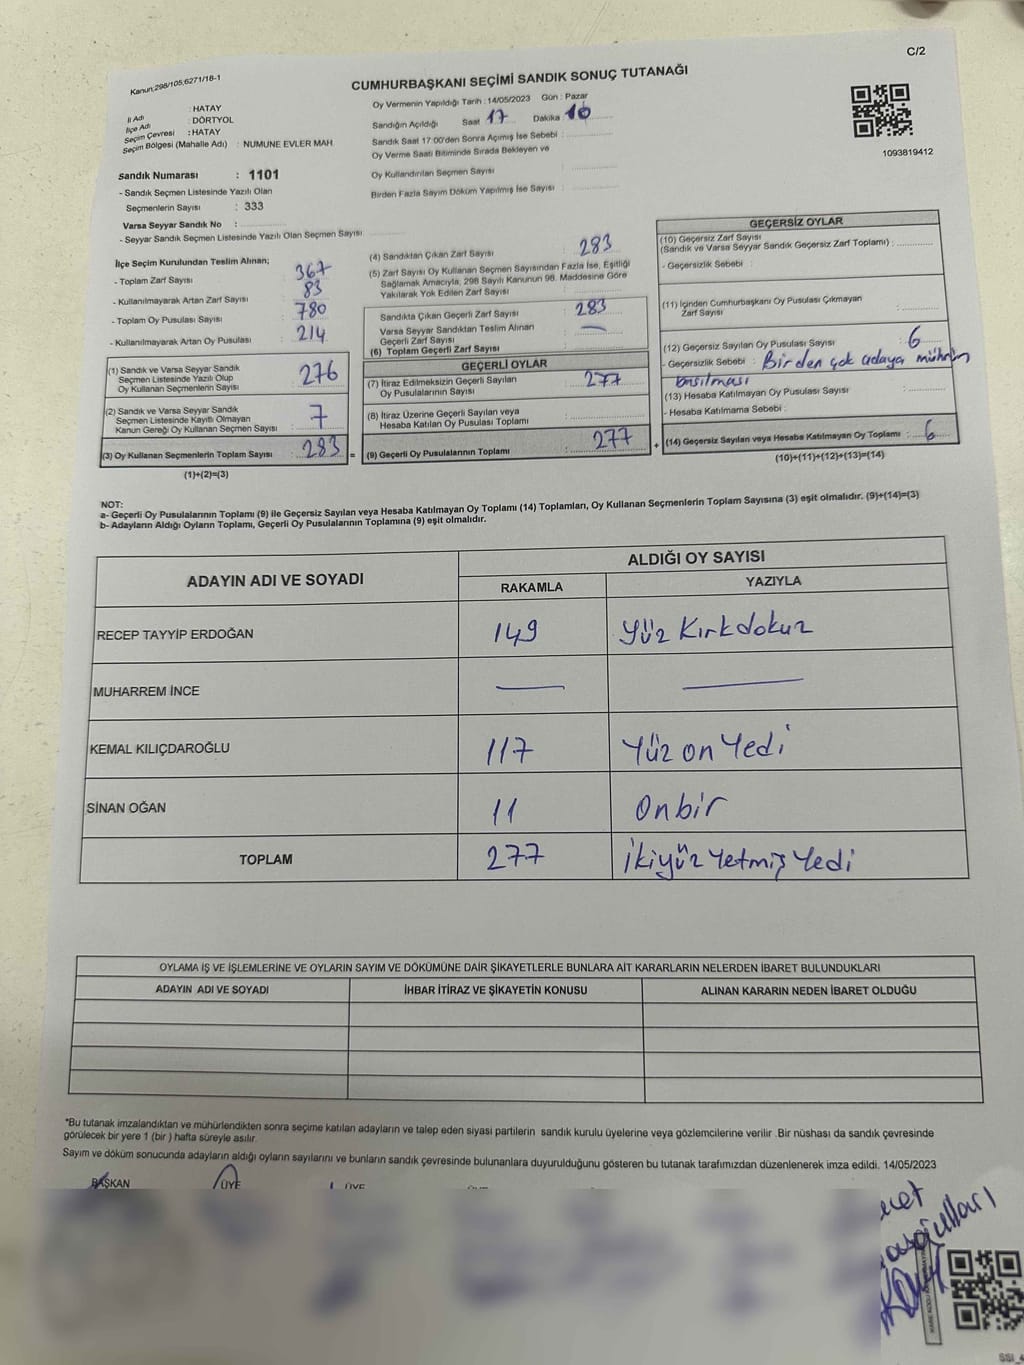 C/2
Kanun;298/105;6271/18-1
CUMHURBAŞKANI SEÇİMİ SANDIK SONUÇ TUTANAĞI
İl Adı : HATAY
İlçe Adı : DÖRTYOL
Seçim Çevresi : HATAY
Seçim Bölgesi (Mahalle Adı) : NUMUNE EVLER MAH.
Oy Vermenin Yapıldığı Tarih : 14/05/2023 Gün : Pazar
Sandığın Açıldığı Saat 17 Dakika 10
Sandık Saat 17:00'den Sonra Açımış İse Sebebi :
Oy Verme Saati Bitiminde Sırada Bekleyen ve
Oy Kullandırılan Seçmen Sayısı :
Birden Fazla Sayım Döküm Yapılmış İse Sayısı :
1093819412
Sandık Numarası : 1101
- Sandık Seçmen Listesinde Yazılı Olan
Seçmenlerin Sayısı : 333
Varsa Seyyar Sandık No :
- Seyyar Sandık Seçmen Listesinde Yazılı Olan Seçmen Sayısı
İlçe Seçim Kurulundan Teslim Alınan;
- Toplam Zarf Sayısı : 367
- Kullanılmayarak Artan Zarf Sayısı : 83
- Toplam Oy Pusulası Sayısı : 780
- Kullanılmayarak Artan Oy Pusulası : 214
(1) Sandık ve Varsa Seyyar Sandık
Seçmen Listesinde Yazılı Olup
Oy Kullanan Seçmenlerin Sayısı : 276
(2) Sandık ve Varsa Seyyar Sandık
Seçmen Listesinde Kayıtlı Olmayan
Kanun Gereği Oy Kullanan Seçmen Sayısı : 7
(3) Oy Kullanan Seçmenlerin Toplam Sayısı : 283 =
(1)+(2)=(3)
(4) Sandıktan Çıkan Zarf Sayısı : 283
(5) Zarf Sayısı Oy Kullanan Seçmen Sayısından Fazla İse, Eşitliği
Sağlamak Amacıyla, 298 Sayılı Kanunun 98. Maddesine Göre
Yakılarak Yok Edilen Zarf Sayısı :
Sandıkta Çıkan Geçerli Zarf Sayısı : 283
Varsa Seyyar Sandıktan Teslim Alınan
Geçerli Zarf Sayısı : —
(6) Toplam Geçerli Zarf Sayısı :
GEÇERLİ OYLAR
(7) İtiraz Edilmeksizin Geçerli Sayılan
Oy Pusulalarının Sayısı : 277
(8) İtiraz Üzerine Geçerli Sayılan veya
Hesaba Katılan Oy Pusulası Toplamı :
(9) Geçerli Oy Pusulalarının Toplamı : 277 +
GEÇERSİZ OYLAR
(10) Geçersiz Zarf Sayısı
(Sandık ve Varsa Seyyar Sandık Geçersiz Zarf Toplamı) :
- Geçersizlik Sebebi :
(11) İçinden Cumhurbaşkanı Oy Pusulası Çıkmayan
Zarf Sayısı :
(12) Geçersiz Sayılan Oy Pusulası Sayısı : 6
- Geçersizlik Sebebi : Birden çok adaya mührün
basılması
(13) Hesaba Katılmayan Oy Pusulası Sayısı :
- Hesaba Katılmama Sebebi :
(14) Geçersiz Sayılan veya Hesaba Katılmayan Oy Toplamı : 6
(10)+(11)+(12)+(13)=(14)
NOT:
a- Geçerli Oy Pusulalarının Toplamı (9) ile Geçersiz Sayılan veya Hesaba Katılmayan Oy Toplamı (14) Toplamları, Oy Kullanan Seçmenlerin Toplam Sayısına (3) eşit olmalıdır. (9)+(14)=(3)
b- Adayların Aldığı Oyların Toplamı, Geçerli Oy Pusulalarının Toplamına (9) eşit olmalıdır.
ADAYIN ADI VE SOYADI
ALDIĞI OY SAYISI
RAKAMLA YAZIYLA
RECEP TAYYİP ERDOĞAN 149 Yüz Kırk dokuz
MUHARREM İNCE — —
KEMAL KILIÇDAROĞLU 117 Yüz on Yedi
SİNAN OĞAN 11 Onbir
TOPLAM 277 İkiyüz Yetmiş Yedi
OYLAMA İŞ VE İŞLEMLERİNE VE OYLARIN SAYIM VE DÖKÜMÜNE DAİR ŞİKAYETLERLE BUNLARA AİT KARARLARIN NELERDEN İBARET BULUNDUKLARI
ADAYIN ADI VE SOYADI İHBAR İTİRAZ VE ŞİKAYETİN KONUSU ALINAN KARARIN NEDEN İBARET OLDUĞU
*Bu tutanak imzalandıktan ve mühürlendikten sonra seçime katılan adayların ve talep eden siyasi partilerin sandık kurulu üyelerine veya gözlemcilerine verilir .Bir nüshası da sandık çevresinde
görülecek bir yere 1 (bir ) hafta süreyle asılır.
Sayım ve döküm sonucunda adayların aldığı oyların sayılarını ve bunların sandık çevresinde bulunanlara duyurulduğunu gösteren bu tutanak tarafımızdan düzenlenerek imza edildi. 14/05/2023
BAŞKAN ÜYE ÜYE